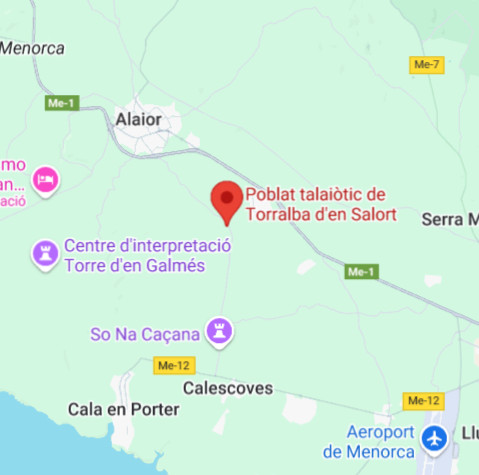 Menorca
Me-7
Me-1
Alaior
smo
an...
ació
Poblat talaiòtic de
Torralba d'en Salort
Serra M
Centre d'interpretació
Torre d'en Galmés
Me-1
So Na Caçana
Me-12
Calescoves
Cala en Porter
Me-12
Aeroport
de Menorca
Llu